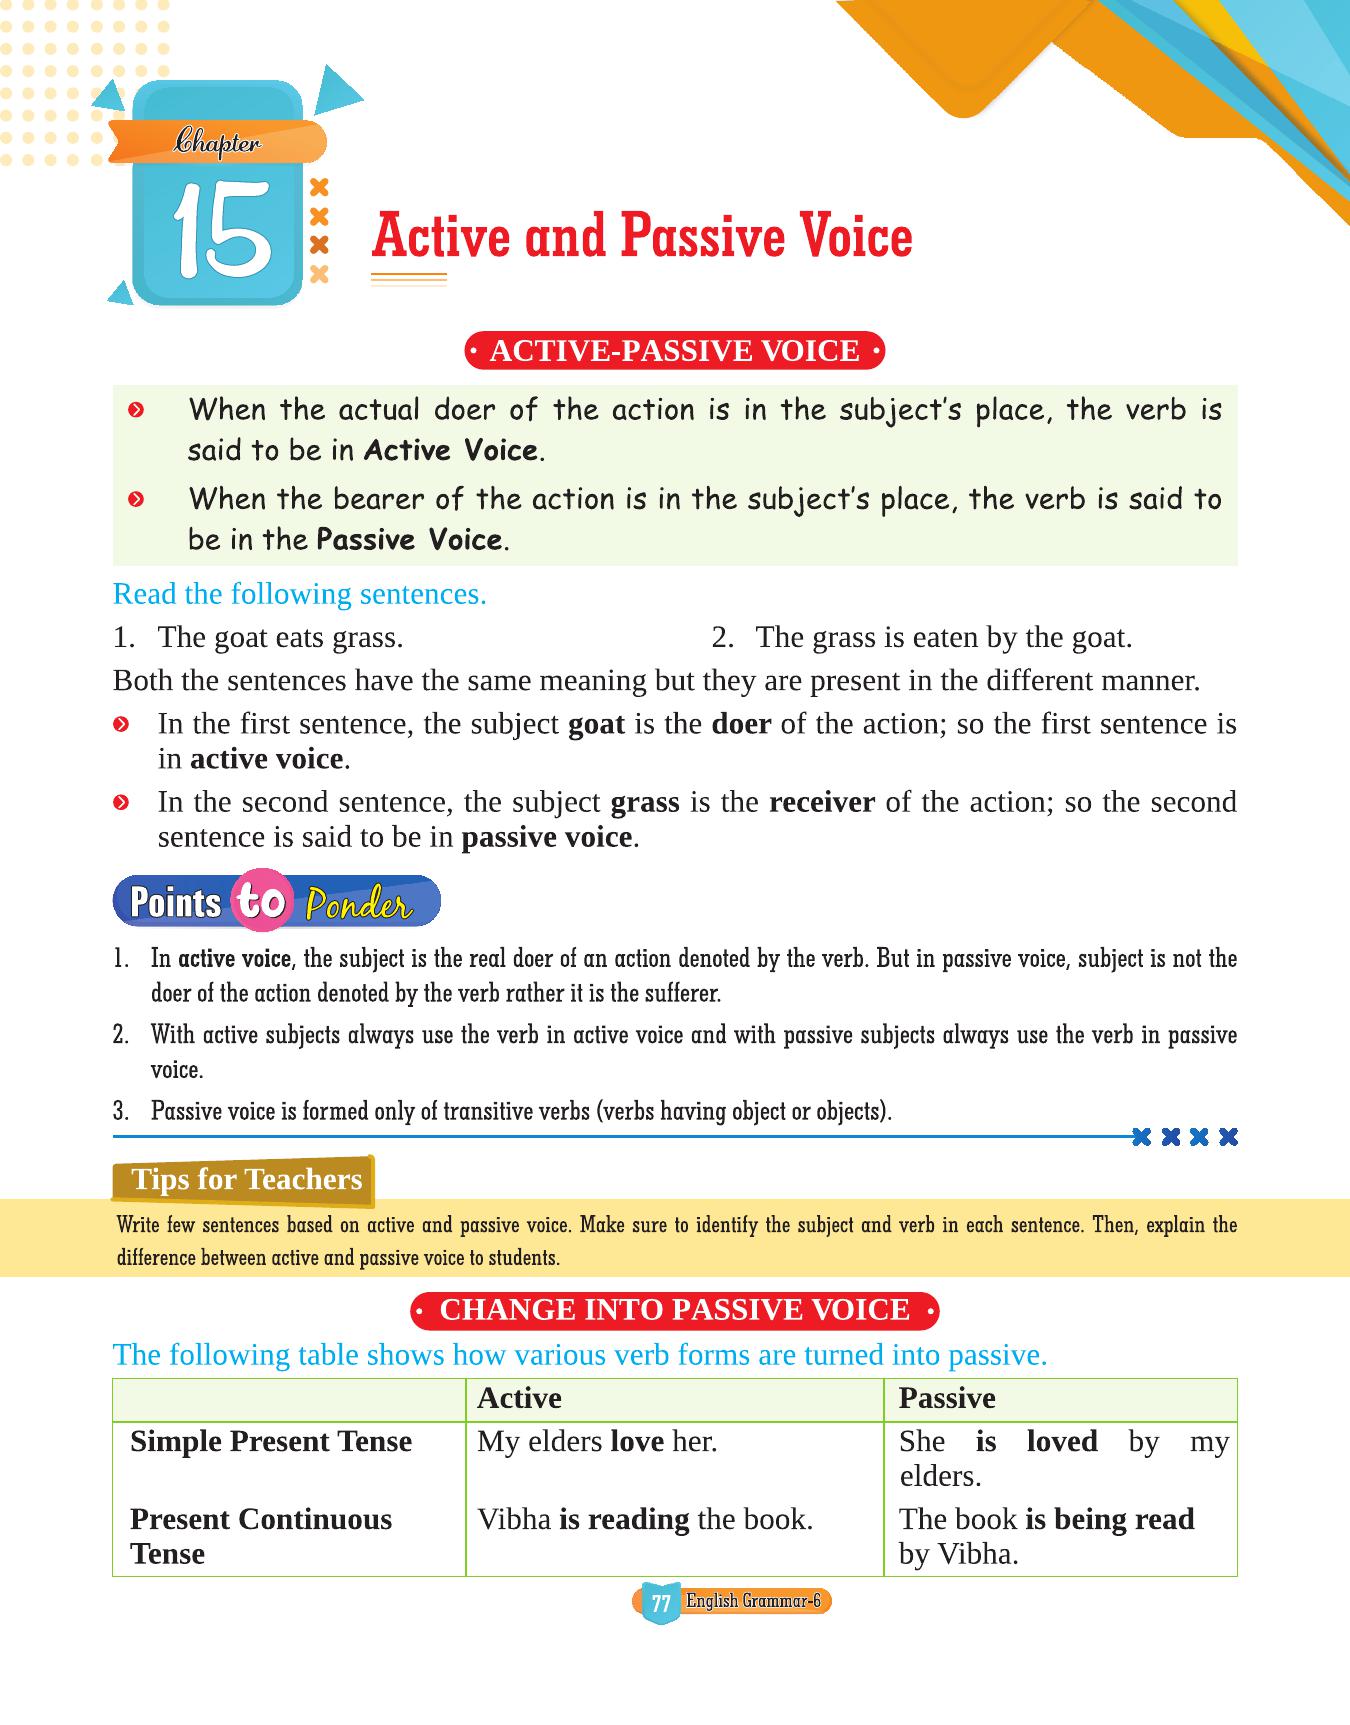 Chapter
15
Active and Passive Voice
• ACTIVE-PASSIVE VOICE •
When the actual doer of the action is in the subject's place, the verb is
said to be in Active Voice.
When the bearer of the action is in the subject's place, the verb is said to
be in the Passive Voice.
Read the following sentences.
1. The goat eats grass.
2. The grass is eaten by the goat.
Both the sentences have the same meaning but they are present in the different manner.
In the first sentence, the subject goat is the doer of the action; so the first sentence is
in active voice.
In the second sentence, the subject grass is the receiver of the action; so the second
sentence is said to be in passive voice.
Points to Ponder
1. In active voice, the subject is the real doer of an action denoted by the verb. But in passive voice, subject is not the
doer of the action denoted by the verb rather it is the sufferer.
2. With active subjects always use the verb in active voice and with passive subjects always use the verb in passive
voice.
3. Passive voice is formed only of transitive verbs (verbs having object or objects).
Tips for Teachers
Write few sentences based on active and passive voice. Make sure to identify the subject and verb in each sentence. Then, explain the
difference between active and passive voice to students.
• CHANGE INTO PASSIVE VOICE •
The following table shows how various verb forms are turned into passive.
Active Passive
Simple Present Tense My elders love her. She is loved by my
elders.
Present Continuous Vibha is reading the book. The book is being read
Tense by Vibha.
77 English Grammar-6